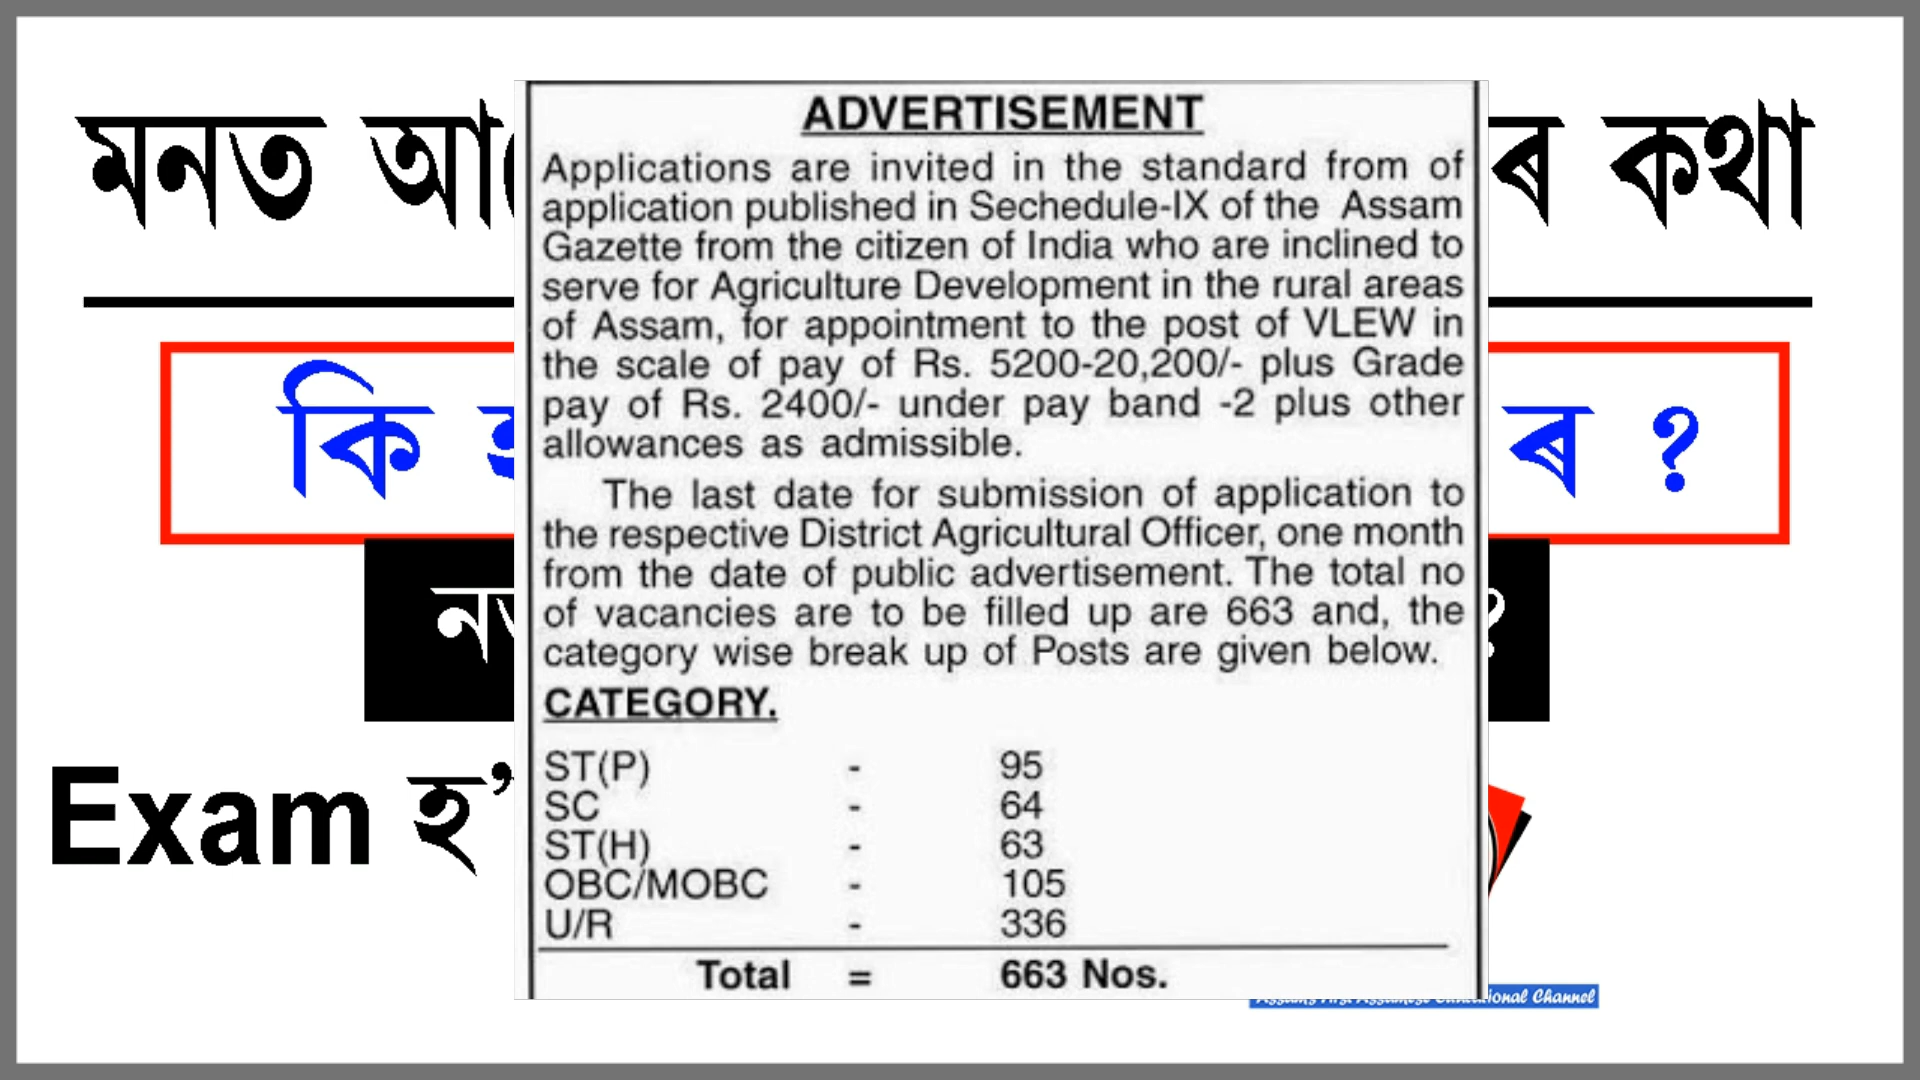 মনত
ৰ কথা
কি
ৰ ?
Exam হ’
ADVERTISEMENT
Applications are invited in the standard from of
application published in Sechedule-IX of the Assam
Gazette from the citizen of India who are inclined to
serve for Agriculture Development in the rural areas
of Assam, for appointment to the post of VLEW in
the scale of pay of Rs. 5200-20,200/- plus Grade
pay of Rs. 2400/- under pay band -2 plus other
allowances as admissible.
The last date for submission of application to
the respective District Agricultural Officer, one month
from the date of public advertisement. The total no
of vacancies are to be filled up are 663 and, the
category wise break up of Posts are given below.
CATEGORY.
ST(P) - 95
SC - 64
ST(H) - 63
OBC/MOBC - 105
U/R - 336
Total = 663 Nos.
Channel